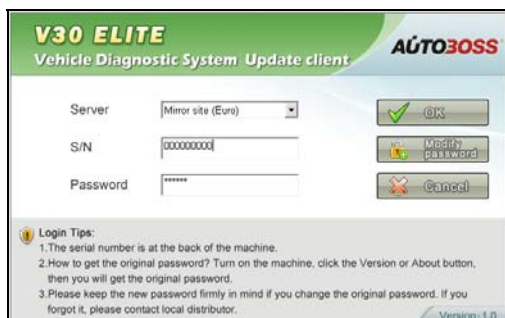 V30 ELITE
AUTOBOSS
Vehicle Diagnostic System Update client
Server
Mirror site (Euro)
OK
S/N
000000000
Modify
password
Password
******
Cancel
Login Tips:
1.The serial number is at the back of the machine.
2.How to get the original password? Turn on the machine, click the Version or About button,
then you will get the original password.
3.Please keep the new password firmly in mind if you change the original password. If you
forgot it, please contact local distributor.
Version:1.0